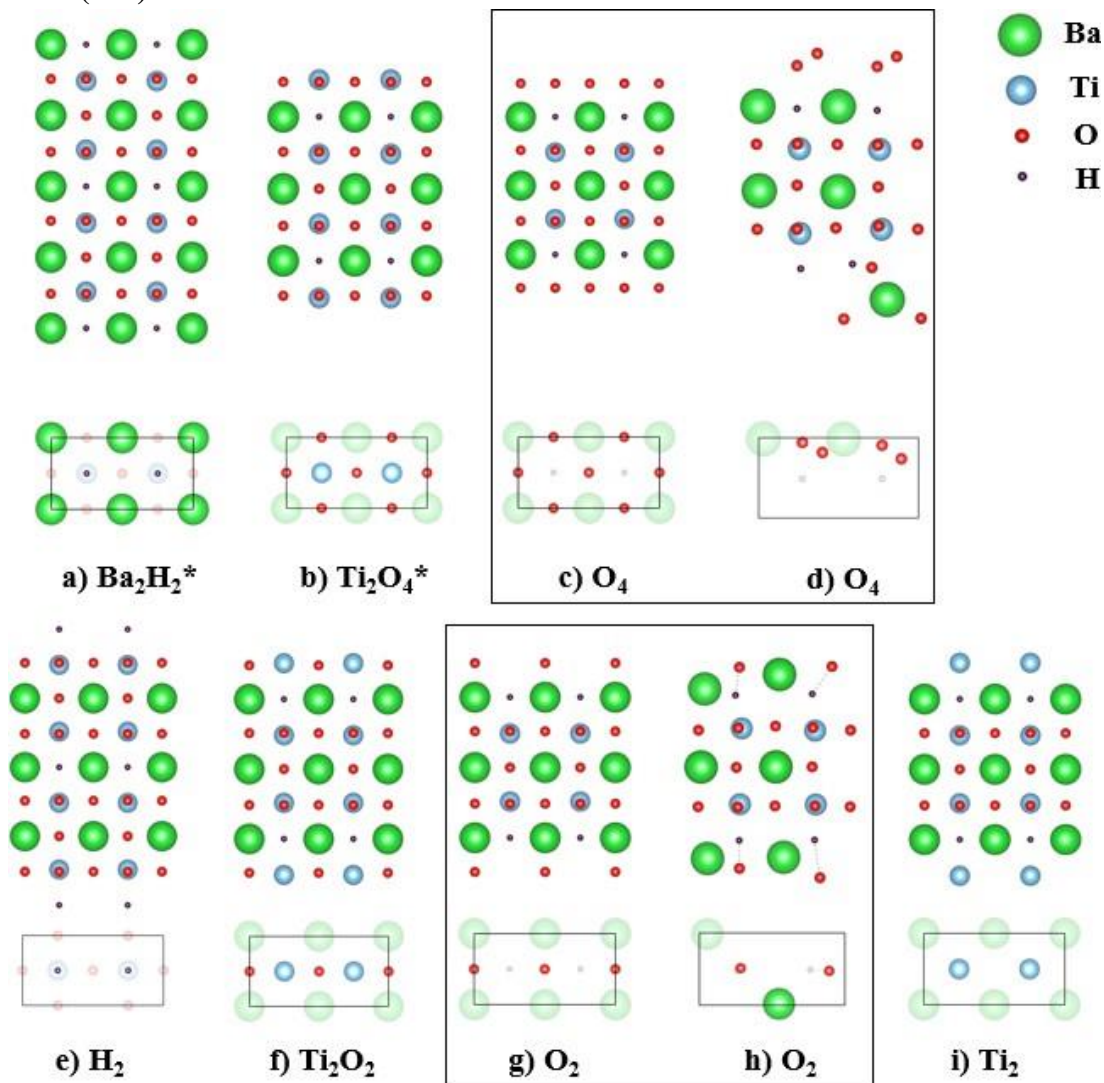 Ba
Ti
O
H
a) Ba₂H₂*
b) Ti₂O₄*
c) O₄
d) O₄
e) H₂
f) Ti₂O₂
g) O₂
h) O₂
i) Ti₂